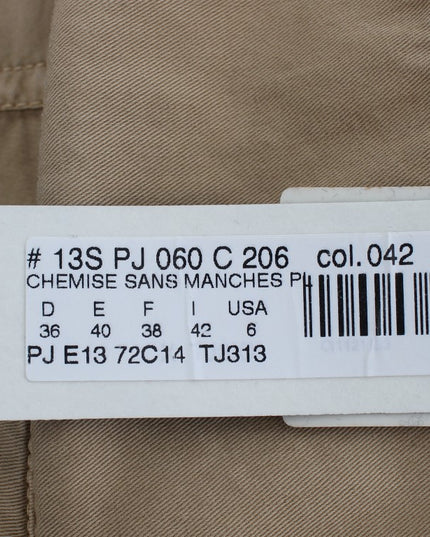 # 13S PJ 060 C 206 col.042
CHEMISE SANS MANCHES PL
D E F I USA
36 40 38 42 6
PJ E13 72C14 TJ313